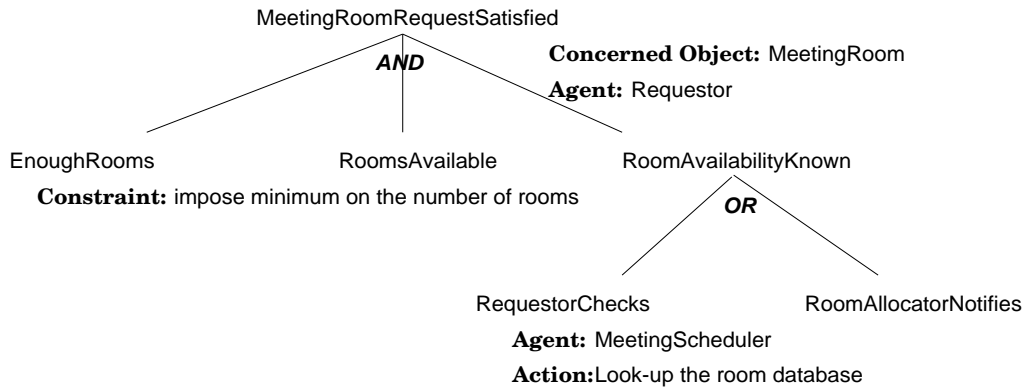 MeetingRoomRequestSatisfied
AND
Concerned Object: MeetingRoom
Agent: Requestor
EnoughRooms
RoomsAvailable
RoomAvailabilityKnown
Constraint: impose minimum on the number of rooms
OR
RequestorChecks
RoomAllocatorNotifies
Agent: MeetingScheduler
Action:Look-up the room database